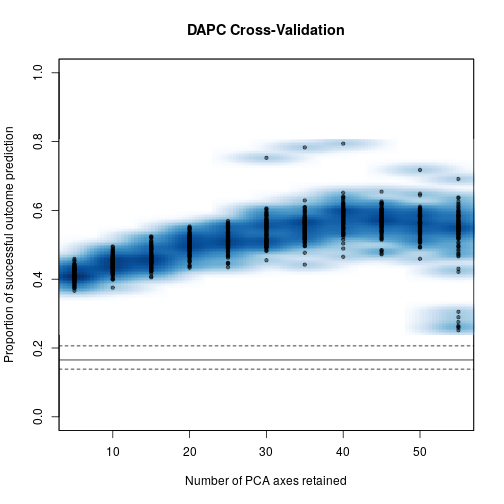 DAPC Cross-Validation
Proportion of successful outcome prediction
1.0
0.8
0.6
0.4
0.2
0.0
10 20 30 40 50
Number of PCA axes retained